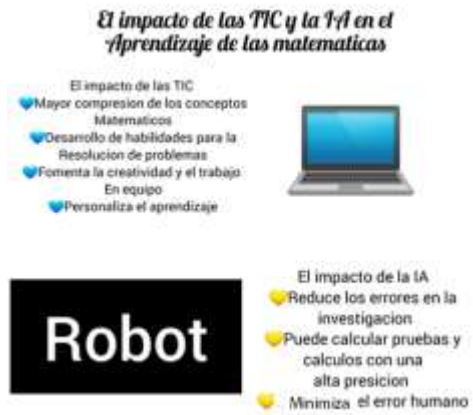 El impacto de las TIC y la IA en el
Aprendizaje de las matematicas
El impacto de las TIC
Mayor compresion de los conceptos
Matematicos
Desarrollo de habilidades para la
Resolucion de problemas
Fomenta la creatividad y el trabajo
En equipo
Personaliza el aprendizaje
Robot
El impacto de la IA
Reduce los errores en la
investigacion
Puede calcular pruebas y
calculos con una
alta presicion
Minimiza el error humano